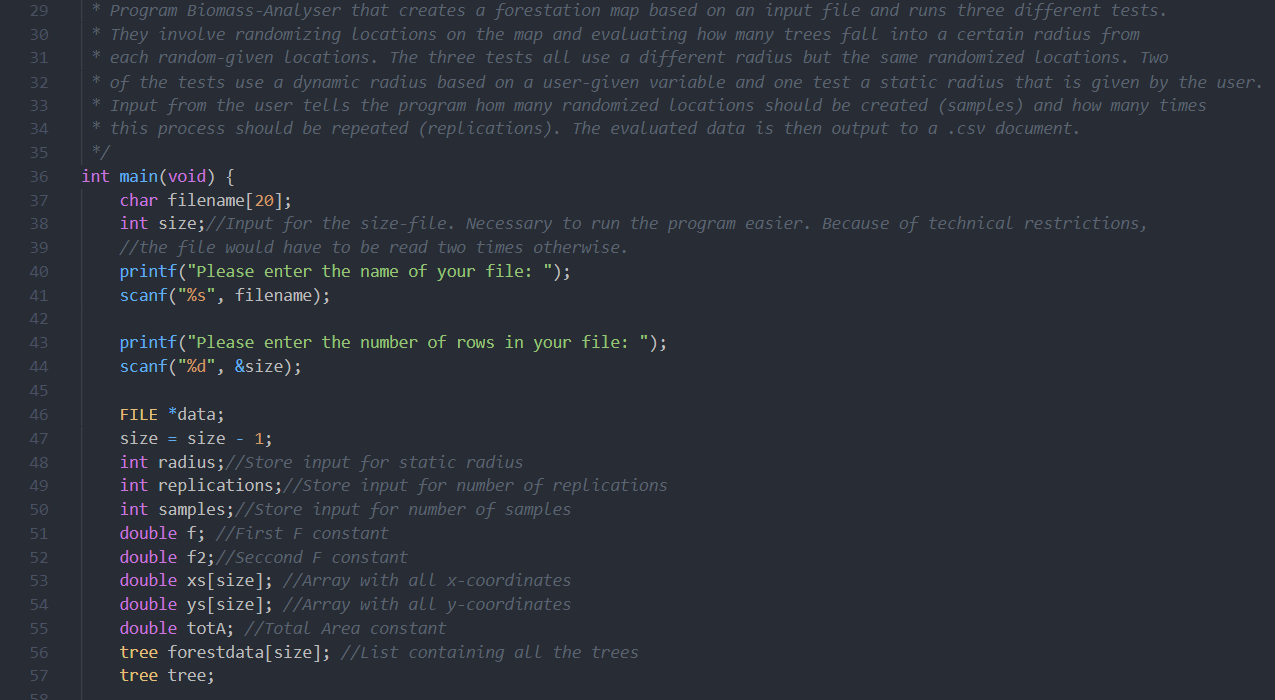 29 * Program Biomass-Analyser that creates a forestation map based on an input file and runs three different tests.
30 * They involve randomizing locations on the map and evaluating how many trees fall into a certain radius from
31 * each random-given locations. The three tests all use a different radius but the same randomized locations. Two
32 * of the tests use a dynamic radius based on a user-given variable and one test a static radius that is given by the user.
33 * Input from the user tells the program hom many randomized locations should be created (samples) and how many times
34 * this process should be repeated (replications). The evaluated data is then output to a .csv document.
35 */
36 int main(void) {
37 char filename[20];
38 int size;//Input for the size-file. Necessary to run the program easier. Because of technical restrictions,
39 //the file would have to be read two times otherwise.
40 printf("Please enter the name of your file: ");
41 scanf("%s", filename);
42
43 printf("Please enter the number of rows in your file: ");
44 scanf("%d", &size);
45
46 FILE *data;
47 size = size - 1;
48 int radius;//Store input for static radius
49 int replications;//Store input for number of replications
50 int samples;//Store input for number of samples
51 double f; //First F constant
52 double f2;//Seccond F constant
53 double xs[size]; //Array with all x-coordinates
54 double ys[size]; //Array with all y-coordinates
55 double totA; //Total Area constant
56 tree forestdata[size]; //List containing all the trees
57 tree tree;
58